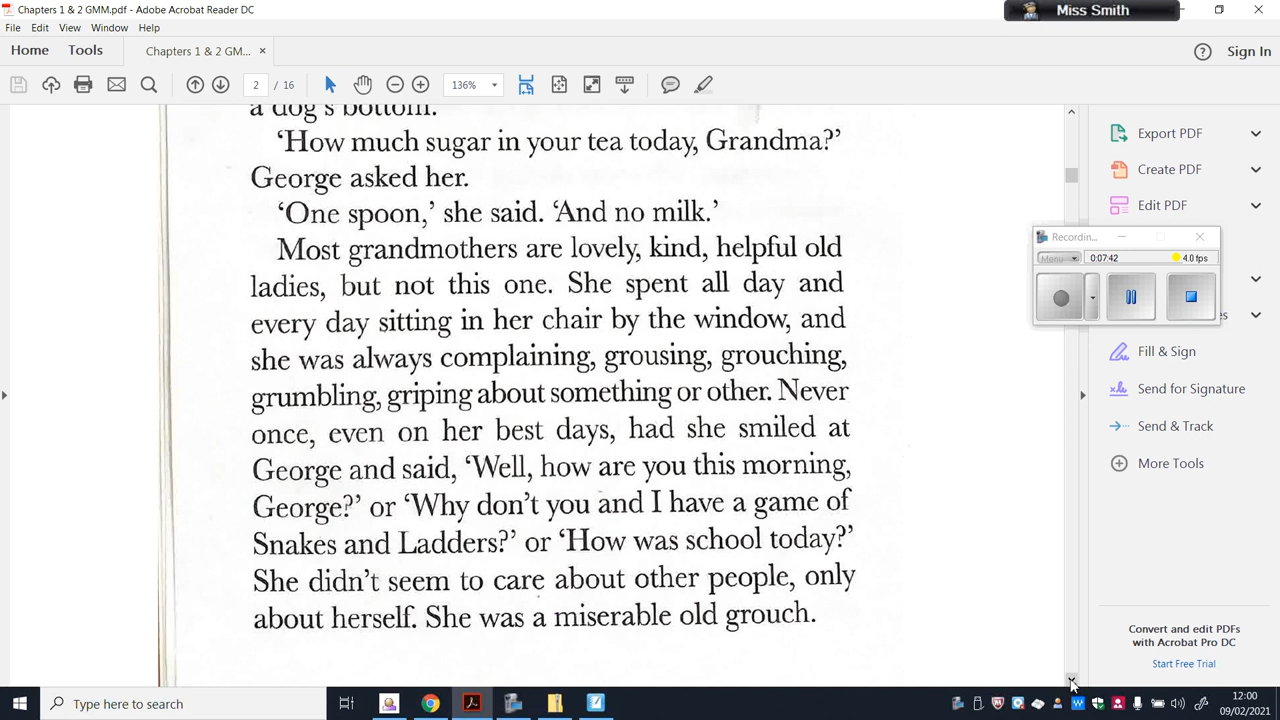 Chapters 1 & 2 GMM.pdf - Adobe Acrobat Reader DC
Miss Smith
File Edit View Window Help
Home Tools Chapters 1 & 2 GM... × Sign In
2 / 16 136%
a dog's bottom.
‘How much sugar in your tea today, Grandma?’
George asked her.
‘One spoon,’ she said. ‘And no milk.’
Most grandmothers are lovely, kind, helpful old
ladies, but not this one. She spent all day and
every day sitting in her chair by the window, and
she was always complaining, grousing, grouching,
grumbling, griping about something or other. Never
once, even on her best days, had she smiled at
George and said, ‘Well, how are you this morning,
George?’ or ‘Why don’t you and I have a game of
Snakes and Ladders?’ or ‘How was school today?’
She didn’t seem to care about other people, only
about herself. She was a miserable old grouch.
Export PDF
Create PDF
Edit PDF
Recordin...
Menu 0:07:42 4.0 fps
Fill & Sign
Send for Signature
Send & Track
More Tools
Convert and edit PDFs
with Acrobat Pro DC
Start Free Trial
Type here to search
12:00
09/02/2021